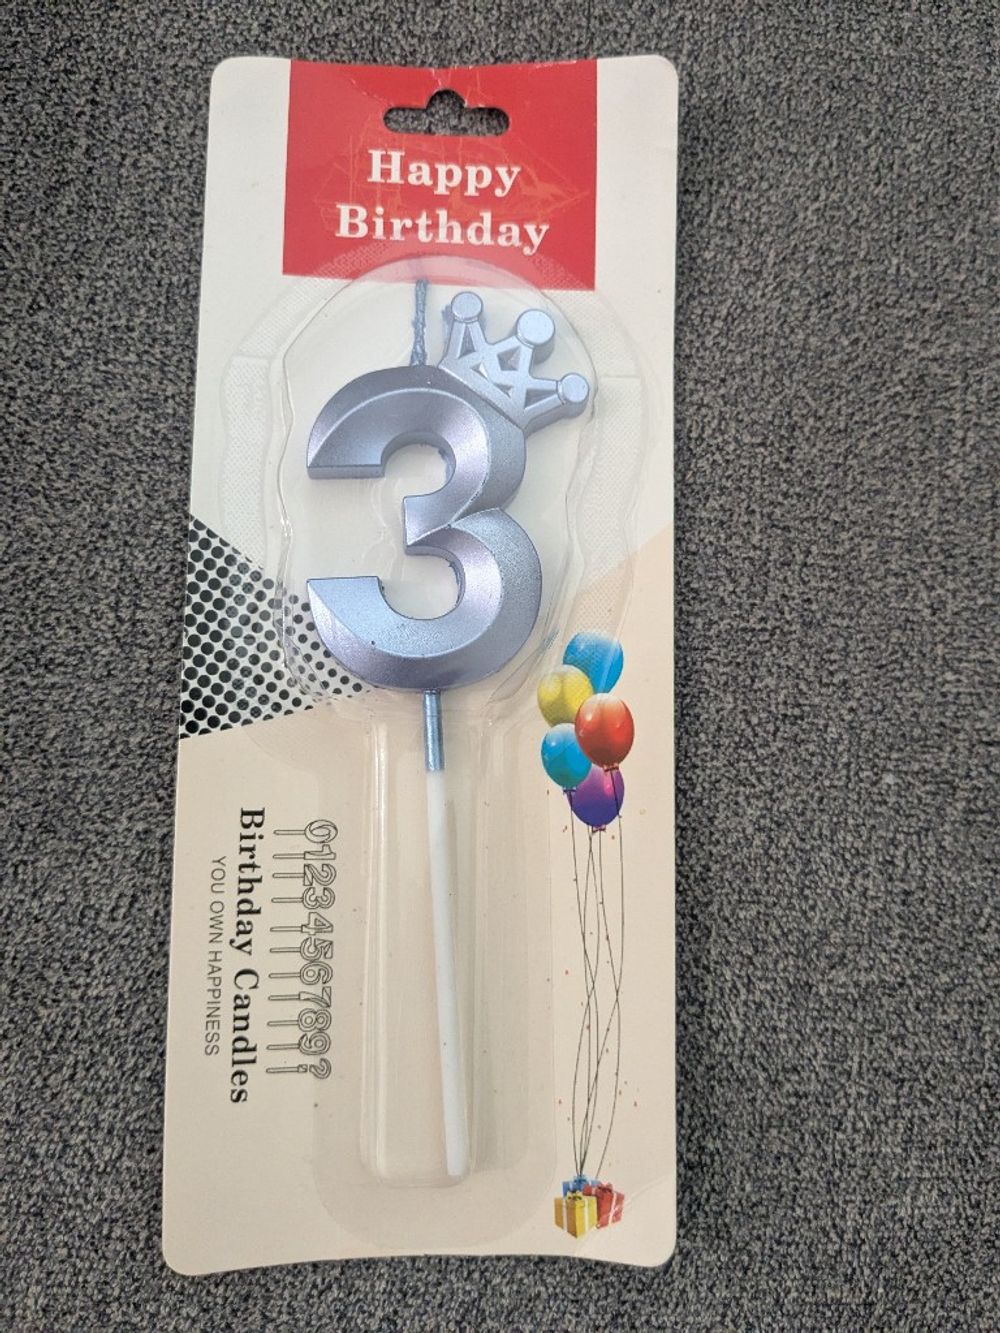 Happy
Birthday
3
0123456789?
Birthday Candles
YOU OWN HAPPINESS